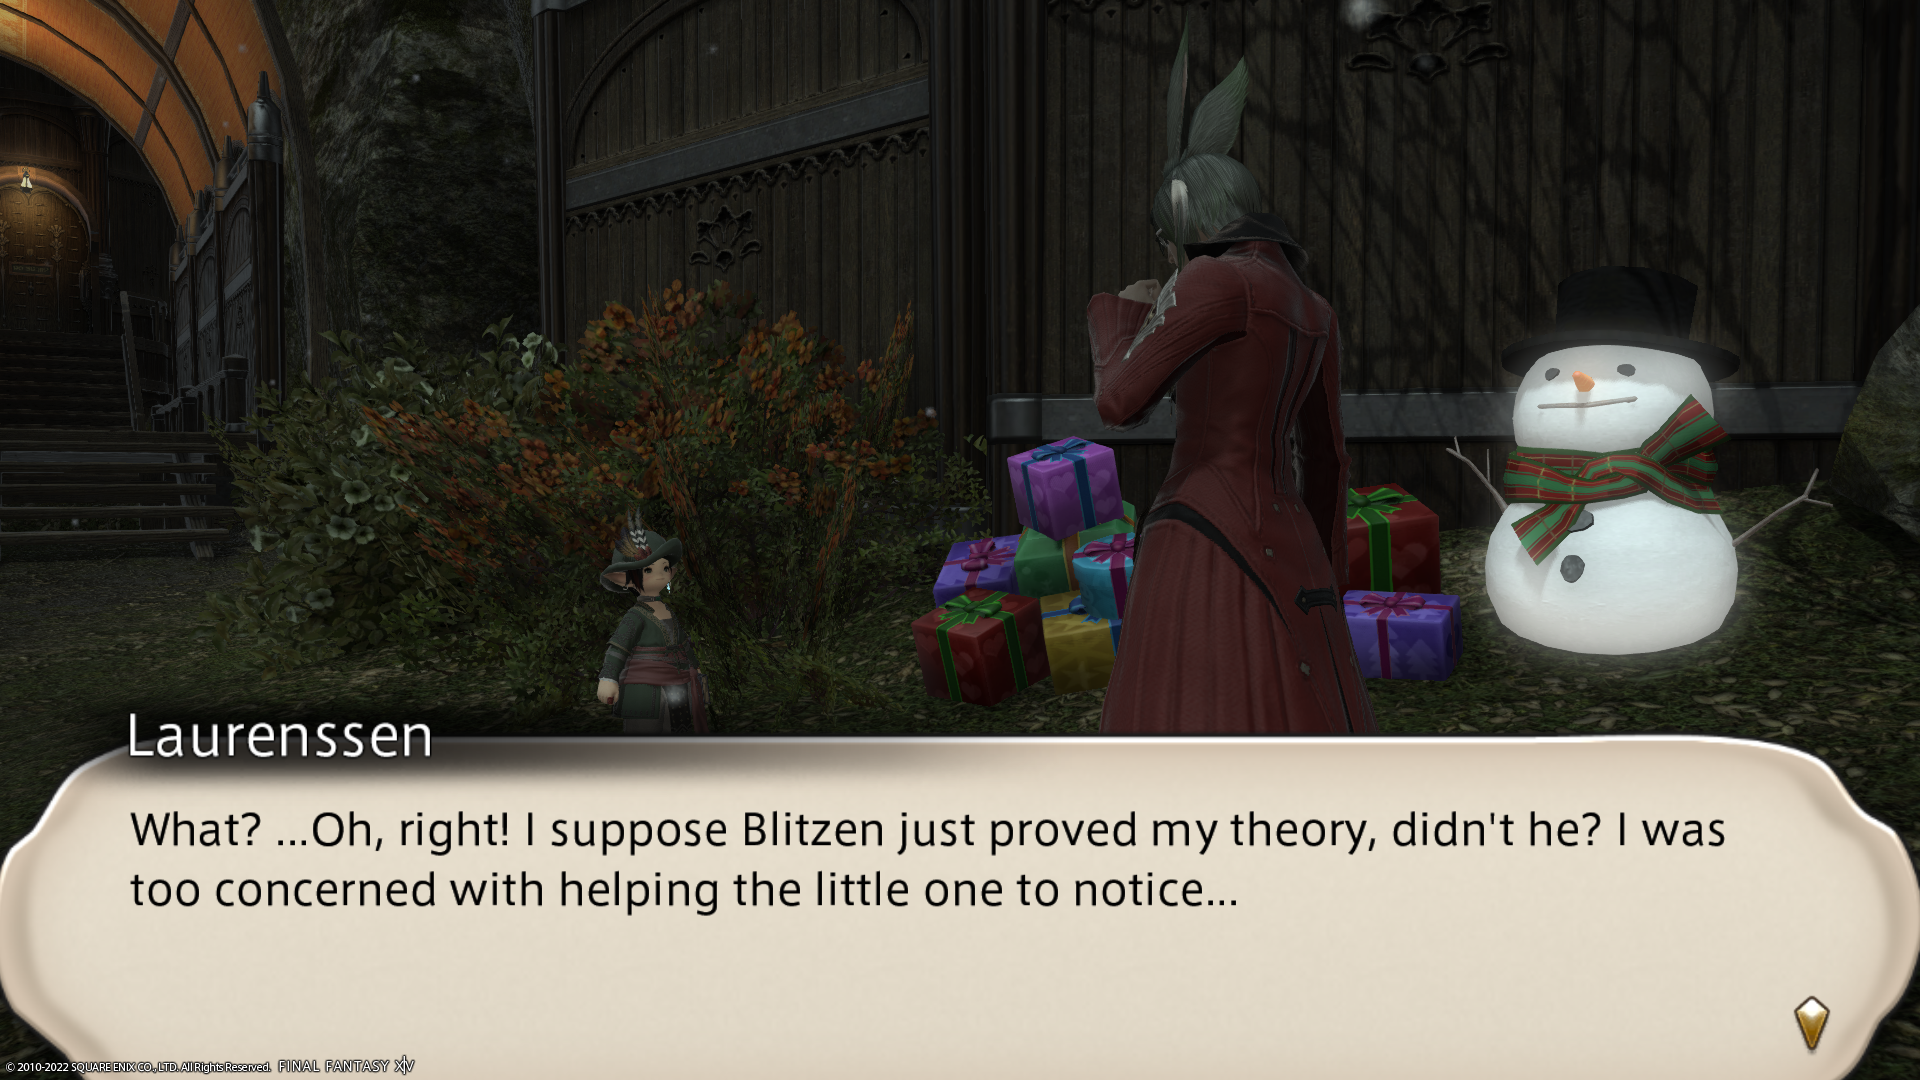 Laurenssen
What? ...Oh, right! I suppose Blitzen just proved my theory, didn't he? I was
too concerned with helping the little one to notice...
© 2010-2022 SQUARE ENIX CO., LTD. All Rights Reserved. FINAL FANTASY XIV